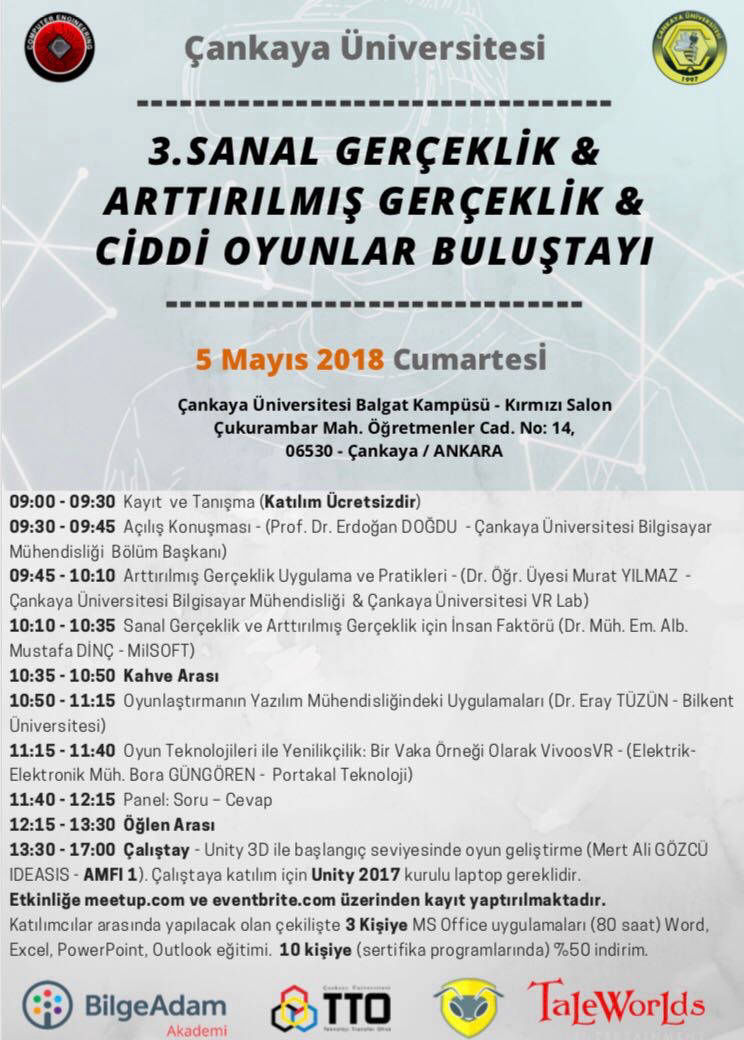 COMPUTER ENGINEERING
ÇANKAYA ÜNİVERSİTESİ
1997
Çankaya Üniversitesi
3.SANAL GERÇEKLİK &
ARTTIRILMIŞ GERÇEKLİK &
CİDDİ OYUNLAR BULUŞTAYI
5 Mayıs 2018 Cumartesİ
Çankaya Üniversitesi Balgat Kampüsü - Kırmızı Salon
Çukurambar Mah. Öğretmenler Cad. No: 14,
06530 - Çankaya / ANKARA
09:00 - 09:30 Kayıt ve Tanışma (Katılım Ücretsizdir)
09:30 - 09:45 Açılış Konuşması - (Prof. Dr. Erdoğan DOĞDU - Çankaya Üniversitesi Bilgisayar
Mühendisliği Bölüm Başkanı)
09:45 - 10:10 Arttırılmış Gerçeklik Uygulama ve Pratikleri - (Dr. Öğr. Üyesi Murat YILMAZ -
Çankaya Üniversitesi Bilgisayar Mühendisliği & Çankaya Üniversitesi VR Lab)
10:10 - 10:35 Sanal Gerçeklik ve Arttırılmış Gerçeklik için İnsan Faktörü (Dr. Müh. Em. Alb.
Mustafa DİNÇ - MilSOFT)
10:35 - 10:50 Kahve Arası
10:50 - 11:15 Oyunlaştırmanın Yazılım Mühendisliğindeki Uygulamaları (Dr. Eray TÜZÜN - Bilkent
Üniversitesi)
11:15 - 11:40 Oyun Teknolojileri ile Yenilikçilik: Bir Vaka Örneği Olarak VivoosVR - (Elektrik-
Elektronik Müh. Bora GÜNGÖREN - Portakal Teknoloji)
11:40 - 12:15 Panel: Soru – Cevap
12:15 - 13:30 Öğlen Arası
13:30 - 17:00 Çalıştay - Unity 3D ile başlangıç seviyesinde oyun geliştirme (Mert Ali GÖZCÜ
IDEASIS - AMFI 1). Çalıştaya katılım için Unity 2017 kurulu laptop gereklidir.
Etkinliğe meetup.com ve eventbrite.com üzerinden kayıt yaptırılmaktadır.
Katılımcılar arasında yapılacak olan çekilişte 3 Kişiye MS Office uygulamaları (80 saat) Word,
Excel, PowerPoint, Outlook eğitimi. 10 kişiye (sertifika programlarında) %50 indirim.
BilgeAdam
Akademi
Çankaya Üniversitesi
TTO
Teknoloji Transfer Ofisi
TaleWorlds
ENTERTAINMENT